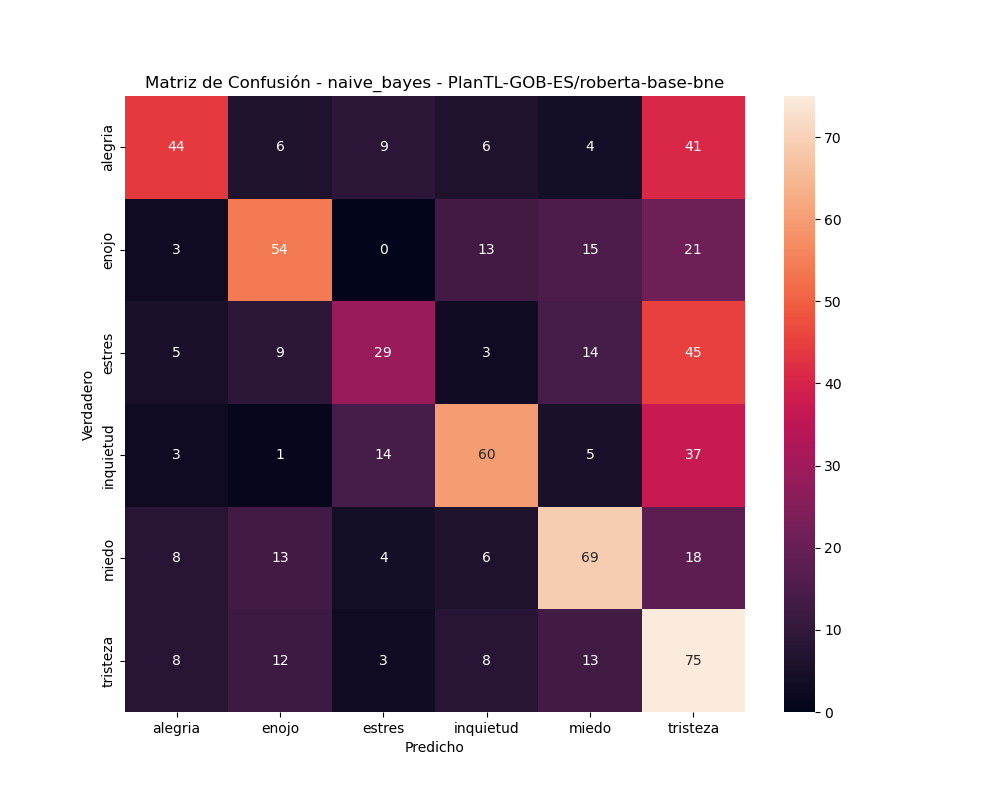 Matriz de Confusión - naive_bayes - PlanTL-GOB-ES/roberta-base-bne
alegria 44 6 9 6 4 41
enojo 3 54 0 13 15 21
estres 5 9 29 3 14 45
inquietud 3 1 14 60 5 37
miedo 8 13 4 6 69 18
tristeza 8 12 3 8 13 75
alegria enojo estres inquietud miedo tristeza
Predicho
Verdadero
70
60
50
40
30
20
10
0